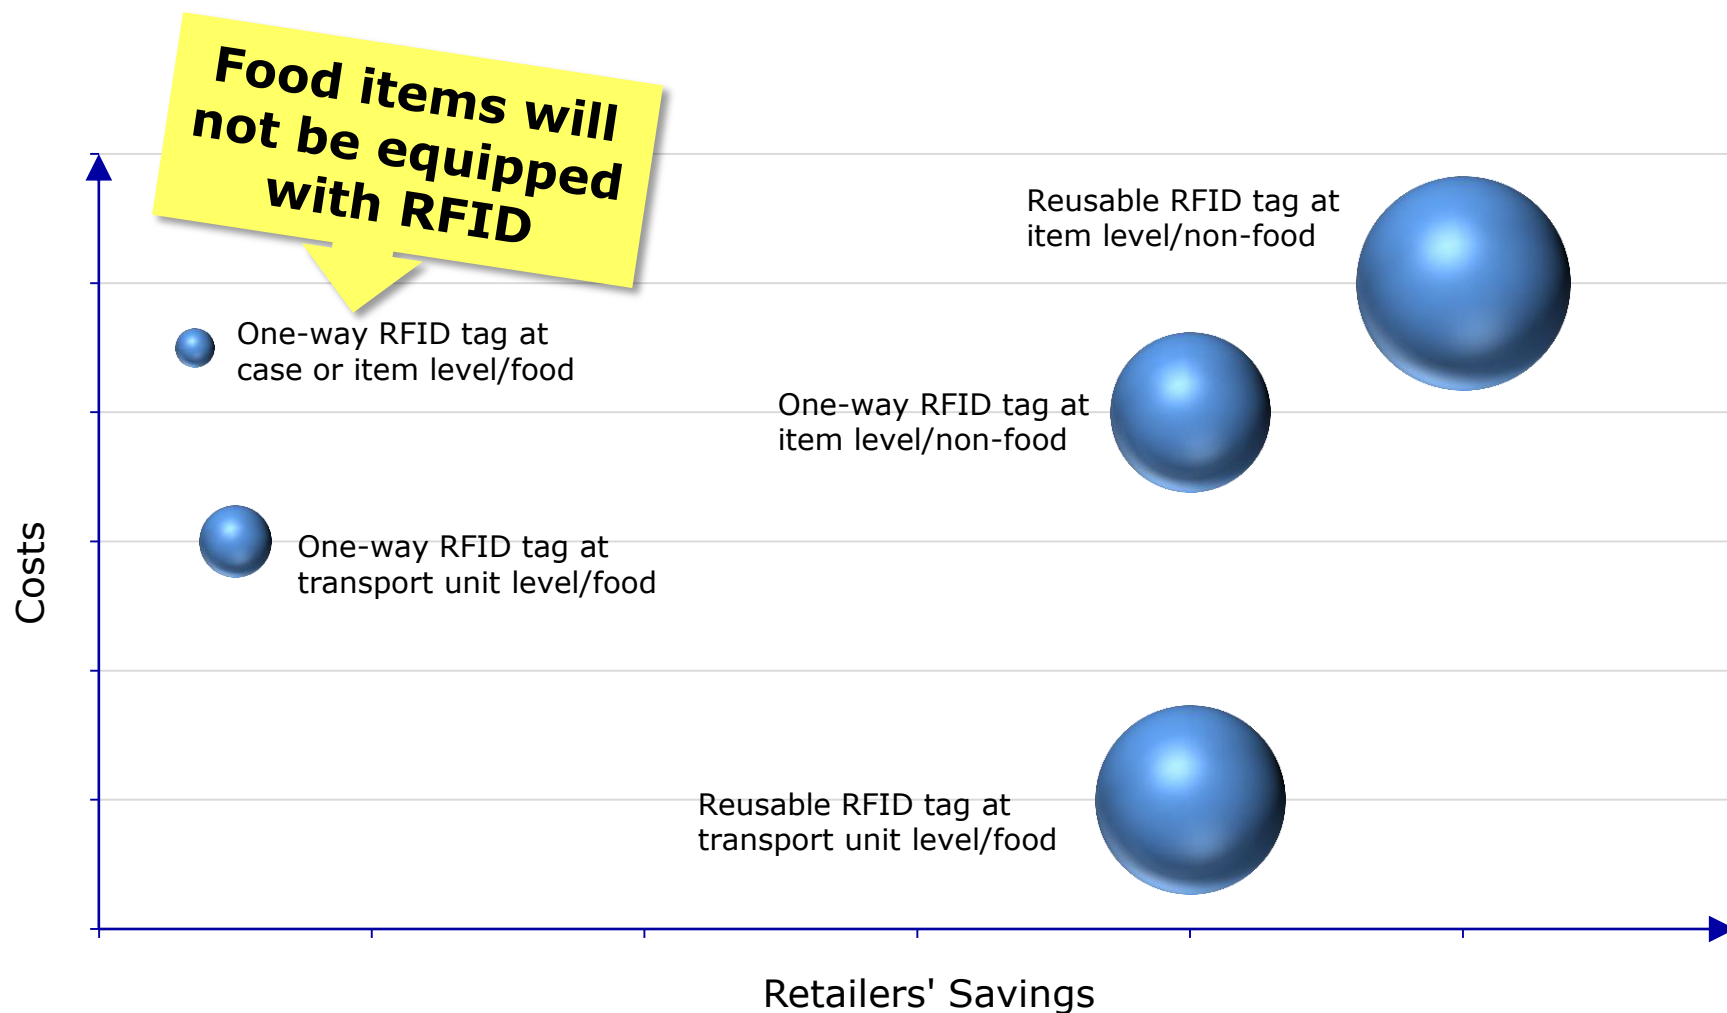 Food items will
not be equipped
with RFID
Reusable RFID tag at
item level/non-food
One-way RFID tag at
case or item level/food
One-way RFID tag at
item level/non-food
One-way RFID tag at
transport unit level/food
Reusable RFID tag at
transport unit level/food
Costs
Retailers' Savings